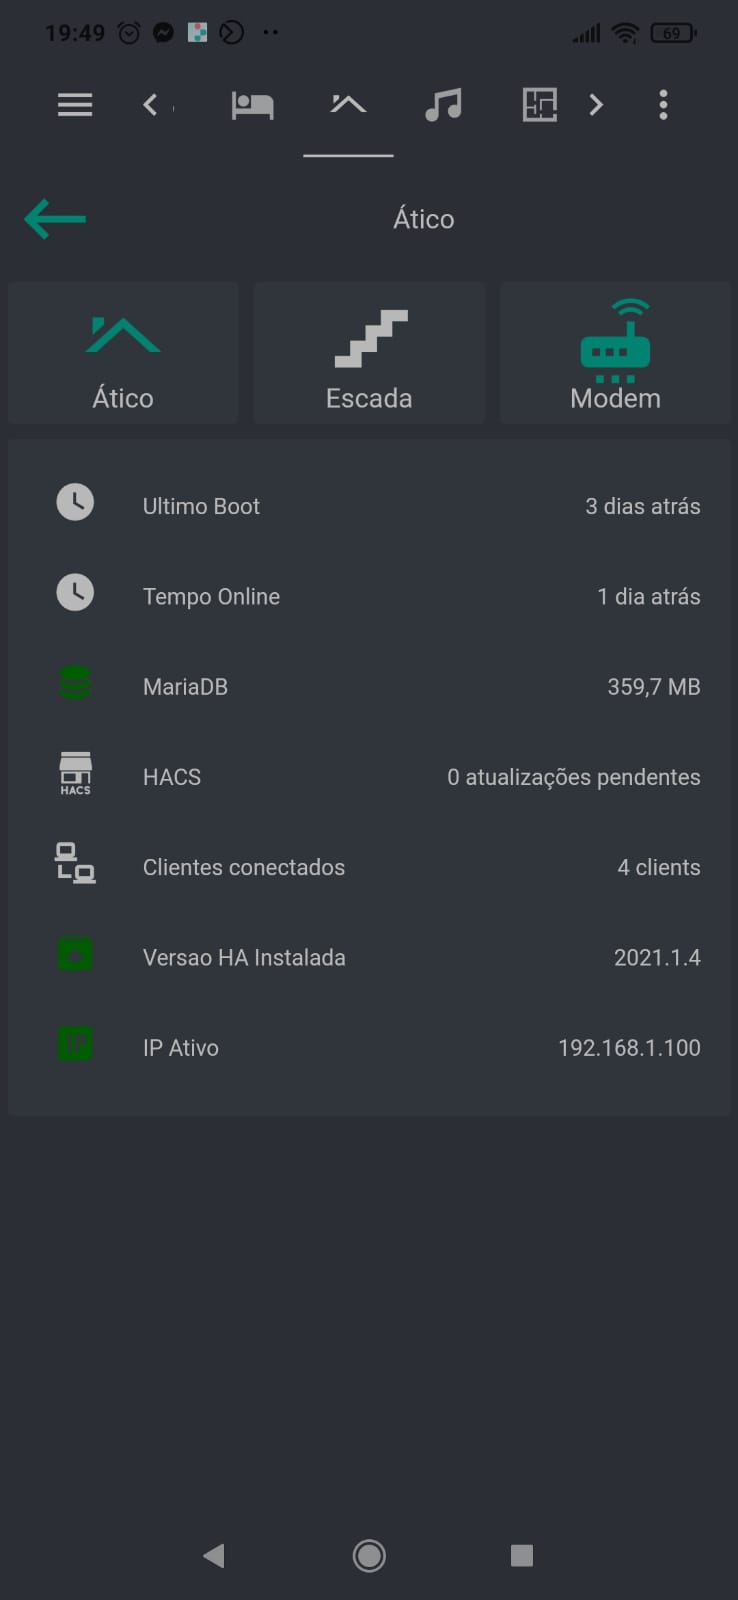 19:49
69
Ático
Ático
Escada
Modem
Ultimo Boot
3 dias atrás
Tempo Online
1 dia atrás
MariaDB
359,7 MB
HACS
HACS
0 atualizações pendentes
Clientes conectados
4 clients
Versao HA Instalada
2021.1.4
IP
IP Ativo
192.168.1.100